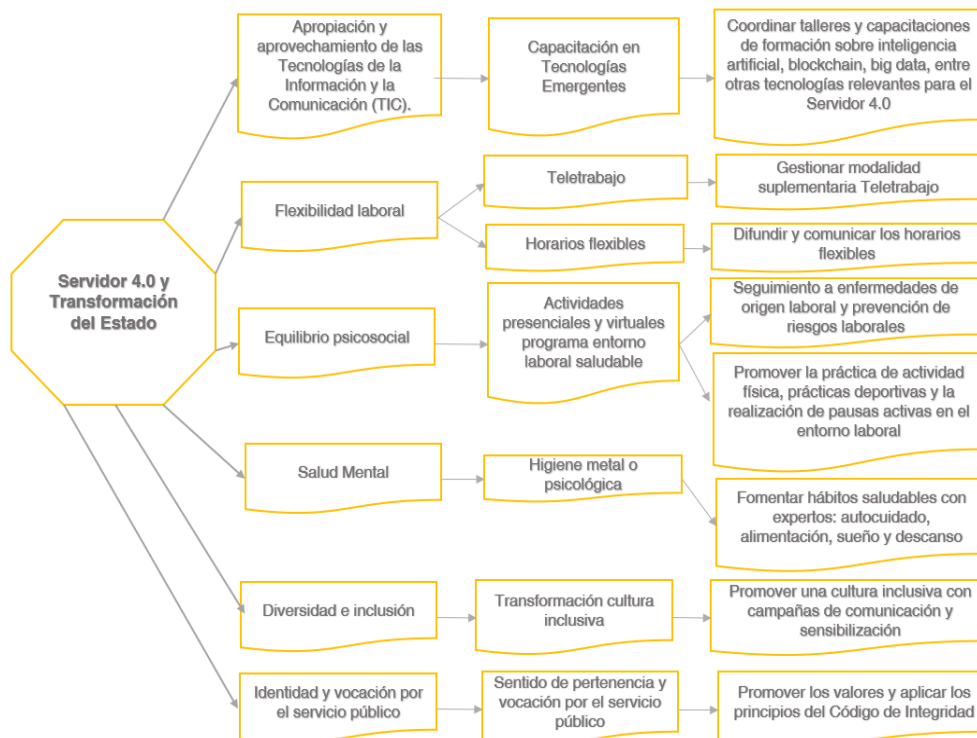 Apropiación y
aprovechamiento de las
Tecnologías de la
Información y la
Comunicación (TIC).
Capacitación en
Tecnologías
Emergentes
Coordinar talleres y capacitaciones
de formación sobre inteligencia
artificial, blockchain, big data, entre
otras tecnologías relevantes para el
Servidor 4.0
Flexibilidad laboral
Teletrabajo
Gestionar modalidad
suplementaria Teletrabajo
Horarios flexibles
Difundir y comunicar los horarios
flexibles
Servidor 4.0 y
Transformación
del Estado
Equilibrio psicosocial
Actividades
presenciales y virtuales
programa entorno
laboral saludable
Seguimiento a enfermedades de
origen laboral y prevención de
riesgos laborales
Promover la práctica de actividad
física, prácticas deportivas y la
realización de pausas activas en el
entorno laboral
Salud Mental
Higiene metal o
psicológica
Fomentar hábitos saludables con
expertos: autocuidado,
alimentación, sueño y descanso
Diversidad e inclusión
Transformación cultura
inclusiva
Promover una cultura inclusiva con
campañas de comunicación y
sensibilización
Identidad y vocación por
el servicio público
Sentido de pertenencia y
vocación por el servicio
público
Promover los valores y aplicar los
principios del Código de Integridad